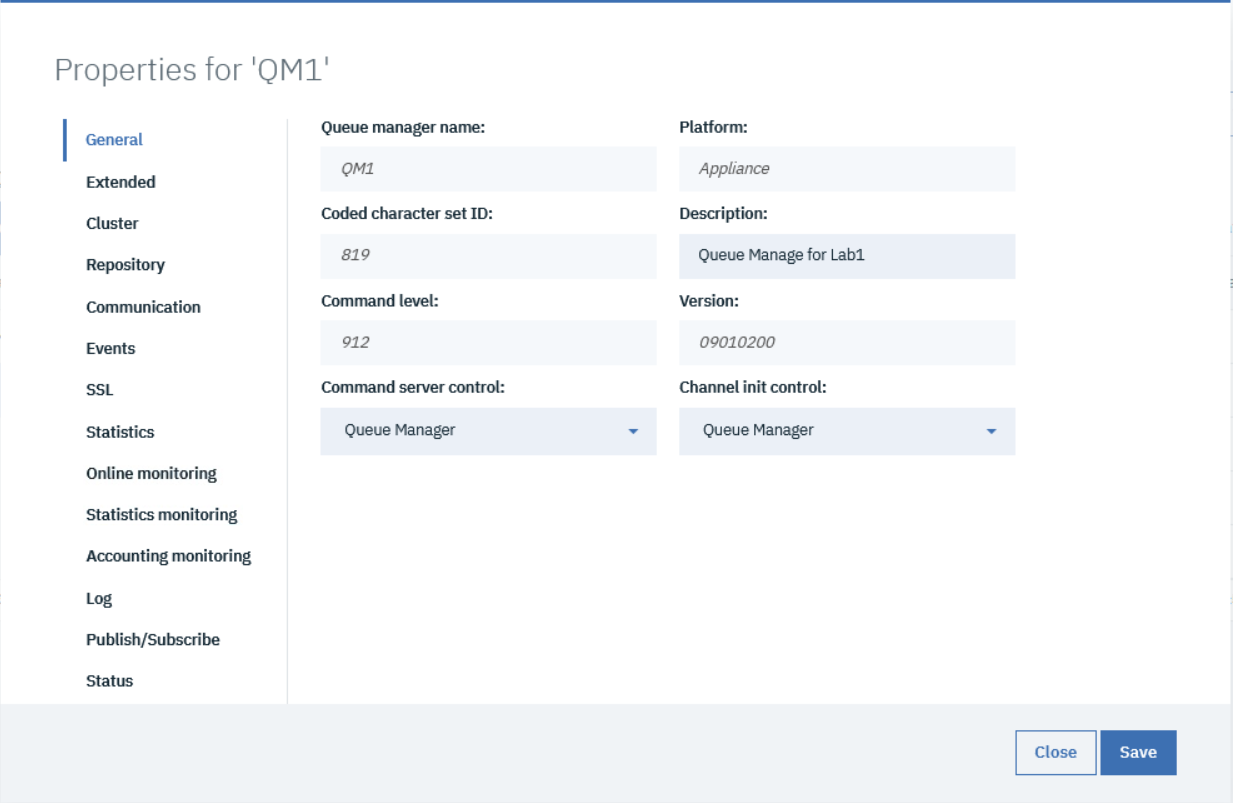 Properties for 'QM1'
General
Extended
Cluster
Repository
Communication
Events
SSL
Statistics
Online monitoring
Statistics monitoring
Accounting monitoring
Log
Publish/Subscribe
Status
Queue manager name:
QM1
Platform:
Appliance
Coded character set ID:
819
Description:
Queue Manage for Lab1
Command level:
912
Version:
09010200
Command server control:
Queue Manager
Channel init control:
Queue Manager
Close
Save